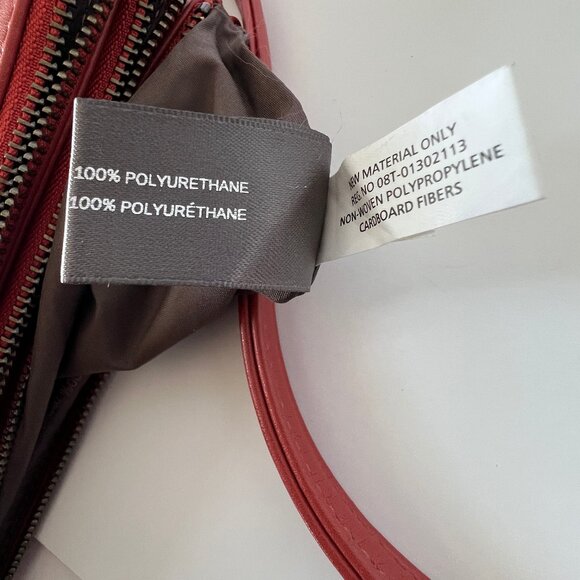 100% POLYURETHANE
100% POLYURÉTHANE
NEW MATERIAL ONLY
REG. NO 08T-01302113
NON-WOVEN POLYPROPYLENE
CARDBOARD FIBERS